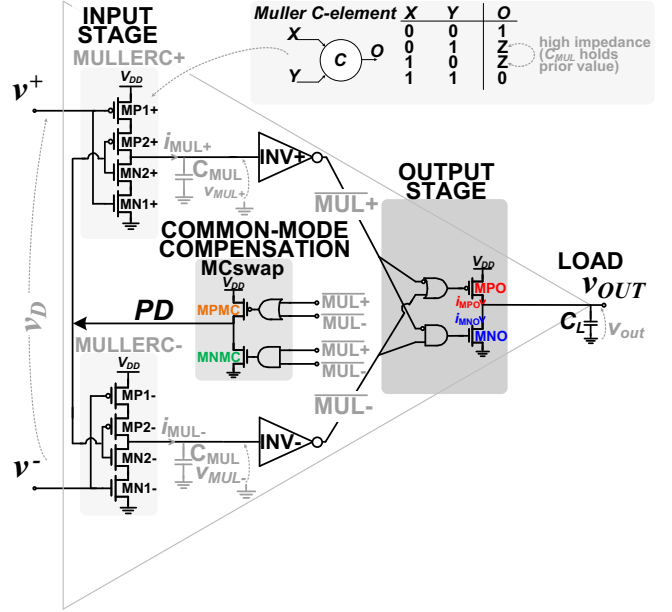 INPUT
STAGE
MULLERC+
Muller C-element
X Y O
0 0 1
0 1 Z
1 0 Z
1 1 0
X
Y
C
O
high impedance
(CMUL holds
prior value)
VDD
v+
MP1+
MP2+
MN2+
MN1+
iMUL+
CMUL
vMUL+
INV+
MUL+
OUTPUT
STAGE
COMMON-MODE
COMPENSATION
MCswap
VDD
MPMC
MNMC
MUL+
MUL-
MUL+
MUL-
PD
vD
VDD
MPO
iMPO
iMNO
MNO
LOAD
vOUT
CL
vout
MULLERC-
VDD
MP1-
MP2-
MN2-
MN1-
v-
iMUL-
CMUL
vMUL-
INV-
MUL-